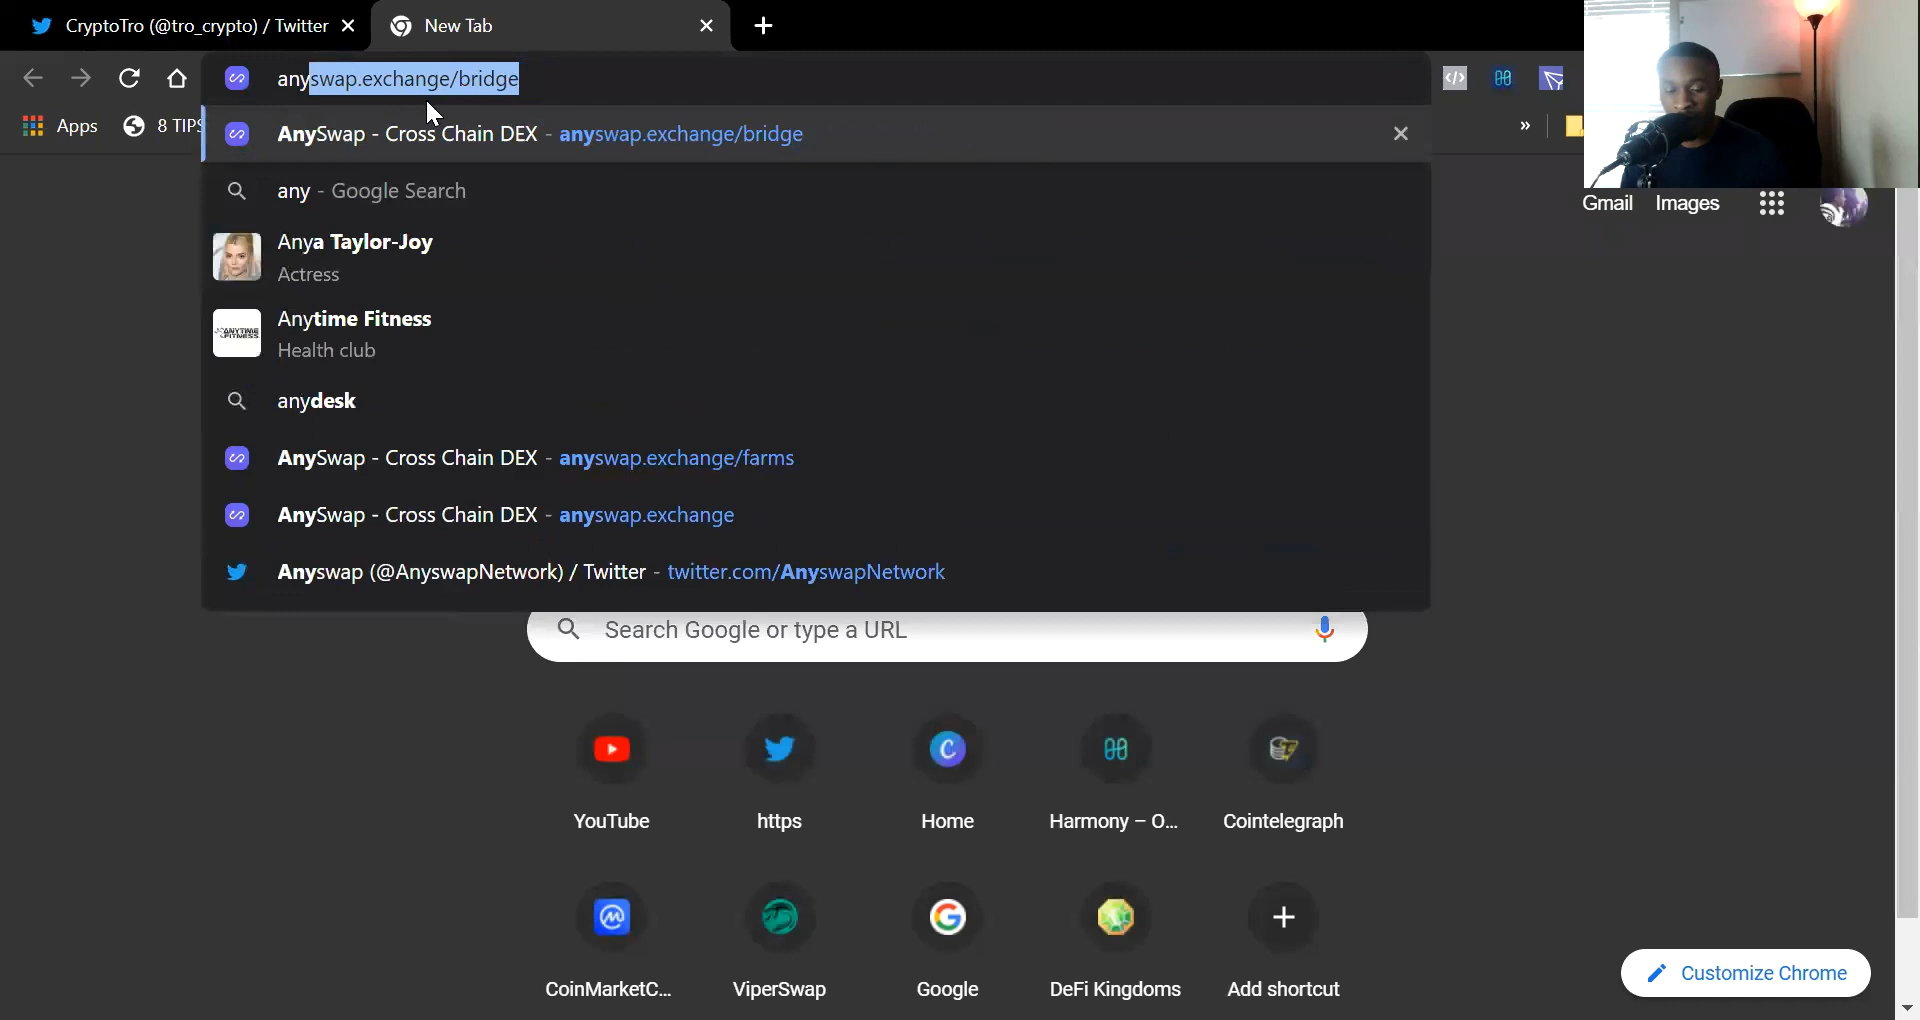 CryptoTro (@tro_crypto) / Twitter
New Tab
anyswap.exchange/bridge
Apps
8 TIPS
»
AnySwap - Cross Chain DEX - anyswap.exchange/bridge
any - Google Search
Anya Taylor-Joy
Actress
ANYTIME
FITNESS
Anytime Fitness
Health club
anydesk
AnySwap - Cross Chain DEX - anyswap.exchange/farms
AnySwap - Cross Chain DEX - anyswap.exchange
Anyswap (@AnyswapNetwork) / Twitter - twitter.com/AnyswapNetwork
Gmail
Images
Search Google or type a URL
YouTube
https
Home
Harmony – O...
Cointelegraph
CoinMarketC...
ViperSwap
Google
DeFi Kingdoms
Add shortcut
Customize Chrome